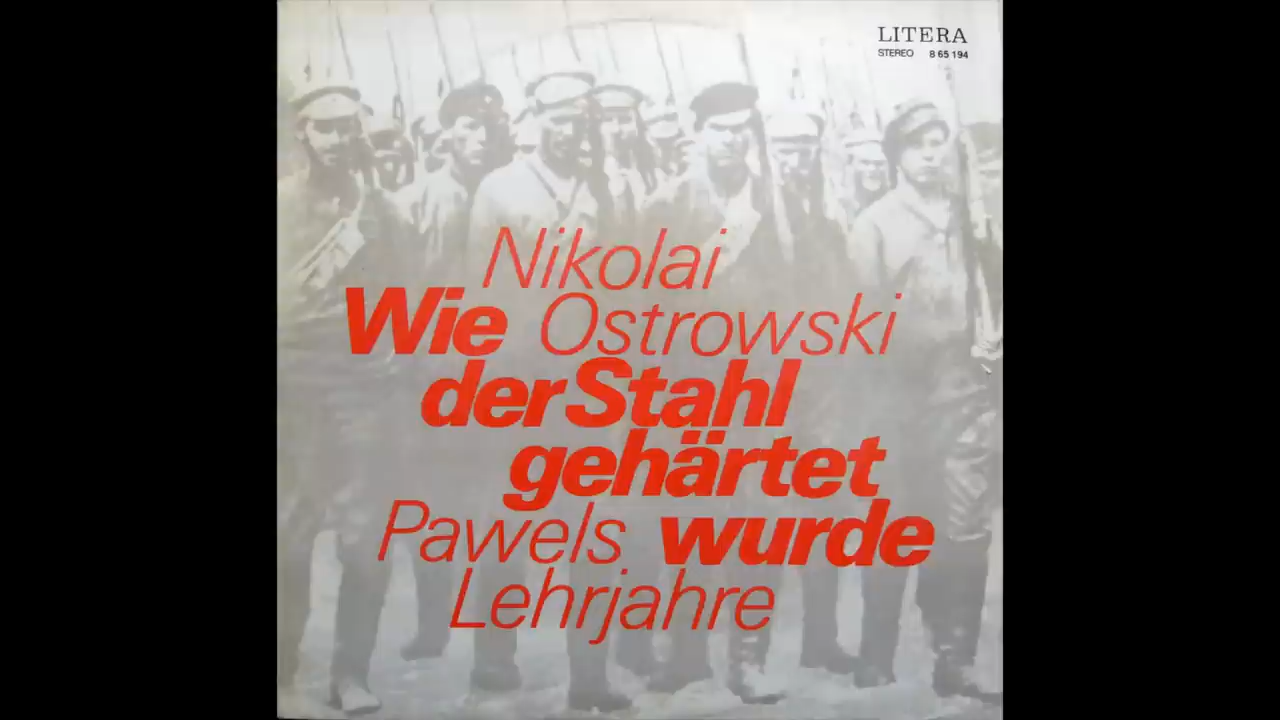 LITERA
STEREO 8 65 194
Nikolai
Wie Ostrowski
der Stahl
gehärtet
Pawels wurde
Lehrjahre